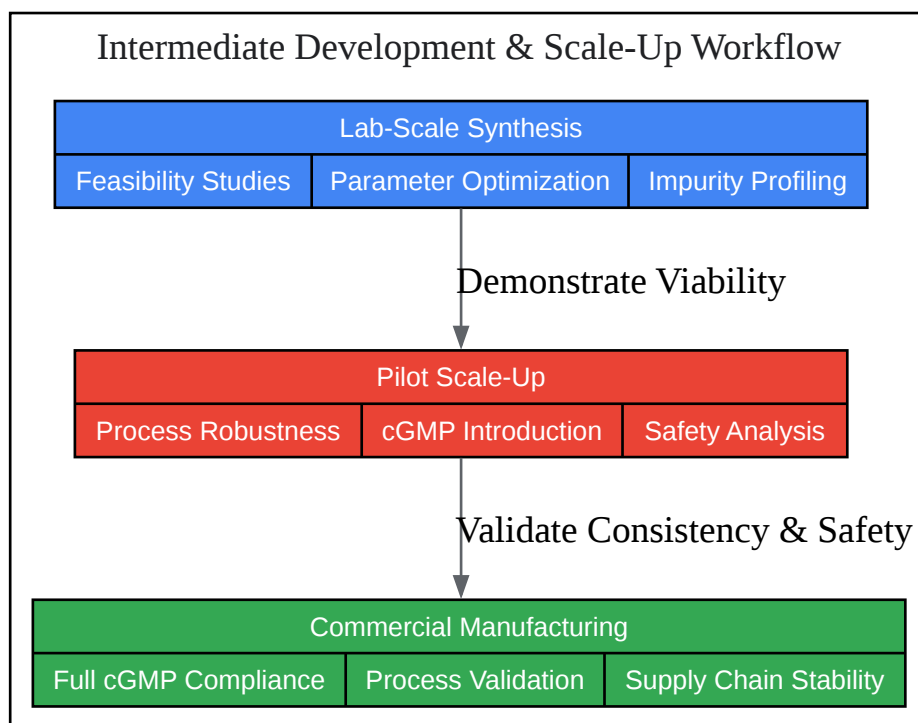 Intermediate Development & Scale-Up Workflow
Lab-Scale Synthesis
Feasibility Studies
Parameter Optimization
Impurity Profiling
Demonstrate Viability
Pilot Scale-Up
Process Robustness
cGMP Introduction
Safety Analysis
Validate Consistency & Safety
Commercial Manufacturing
Full cGMP Compliance
Process Validation
Supply Chain Stability